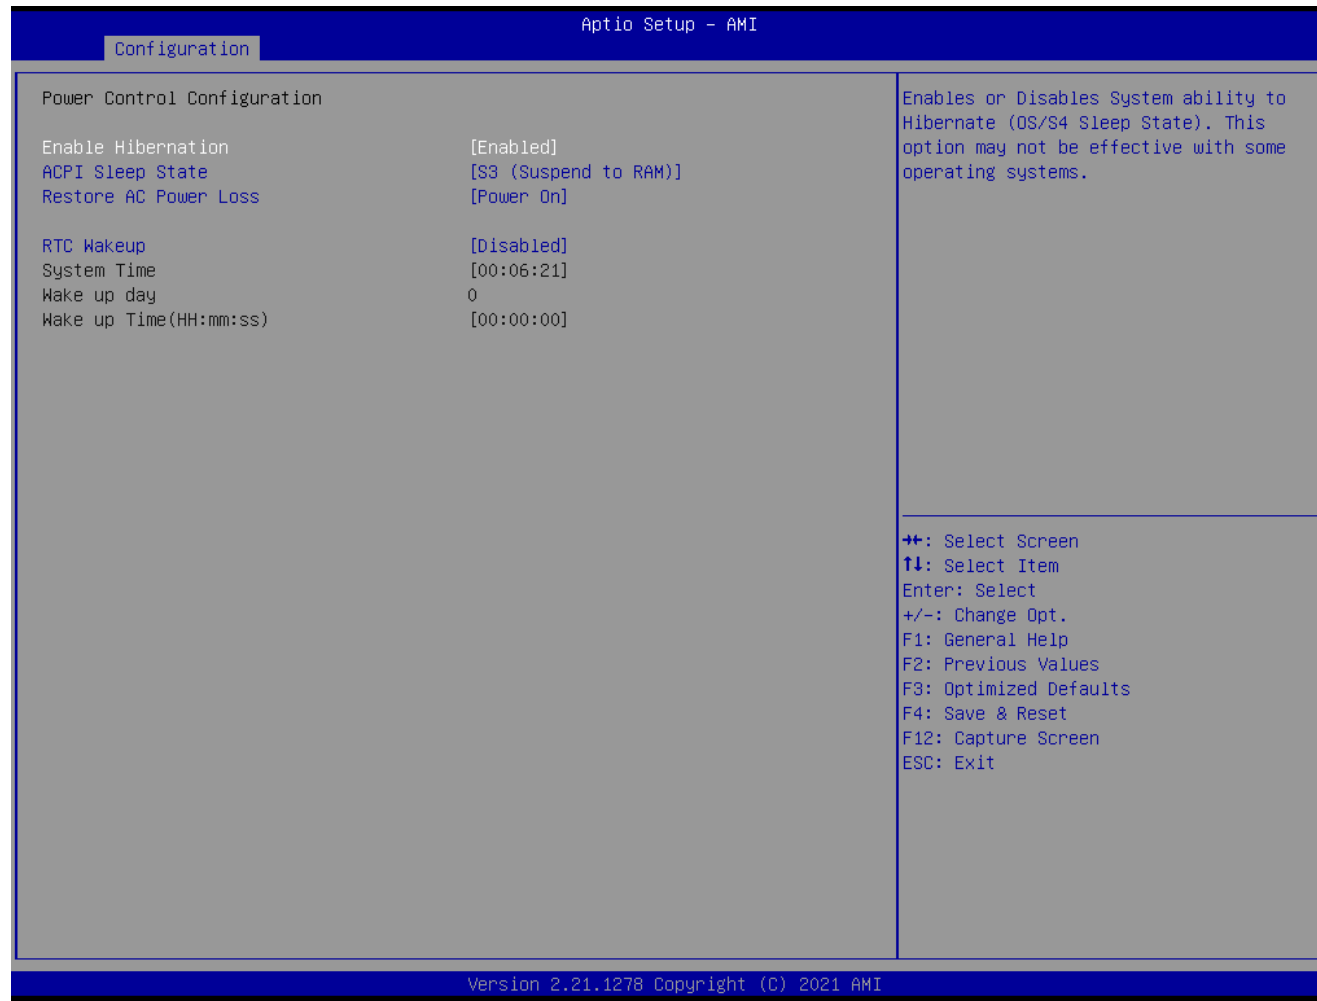 Aptio Setup – AMI
Configuration
Power Control Configuration
Enable Hibernation [Enabled]
ACPI Sleep State [S3 (Suspend to RAM)]
Restore AC Power Loss [Power On]
RTC Wakeup [Disabled]
System Time [00:06:21]
Wake up day 0
Wake up Time(HH:mm:ss) [00:00:00]
Enables or Disables System ability to
Hibernate (OS/S4 Sleep State). This
option may not be effective with some
operating systems.
→←: Select Screen
↑↓: Select Item
Enter: Select
+/-: Change Opt.
F1: General Help
F2: Previous Values
F3: Optimized Defaults
F4: Save & Reset
F12: Capture Screen
ESC: Exit
Version 2.21.1278 Copyright (C) 2021 AMI